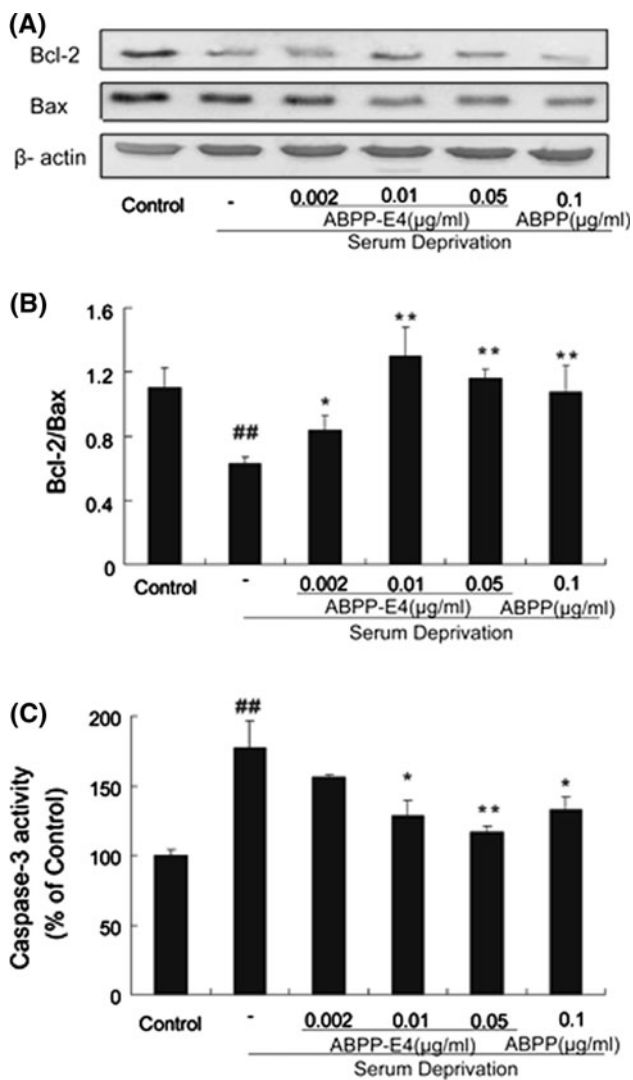 (A)
Bcl-2
Bax
β- actin
Control - 0.002 0.01 0.05 0.1
ABPP-E4(μg/ml) ABPP(μg/ml)
Serum Deprivation
(B)
Bcl-2/Bax
1.6
1.2
0.8
0.4
0
##
*
**
**
**
Control - 0.002 0.01 0.05 0.1
ABPP-E4(μg/ml) ABPP(μg/ml)
Serum Deprivation
(C)
Caspase-3 activity
(% of Control)
200
150
100
50
0
##
*
**
*
Control - 0.002 0.01 0.05 0.1
ABPP-E4(μg/ml) ABPP(μg/ml)
Serum Deprivation